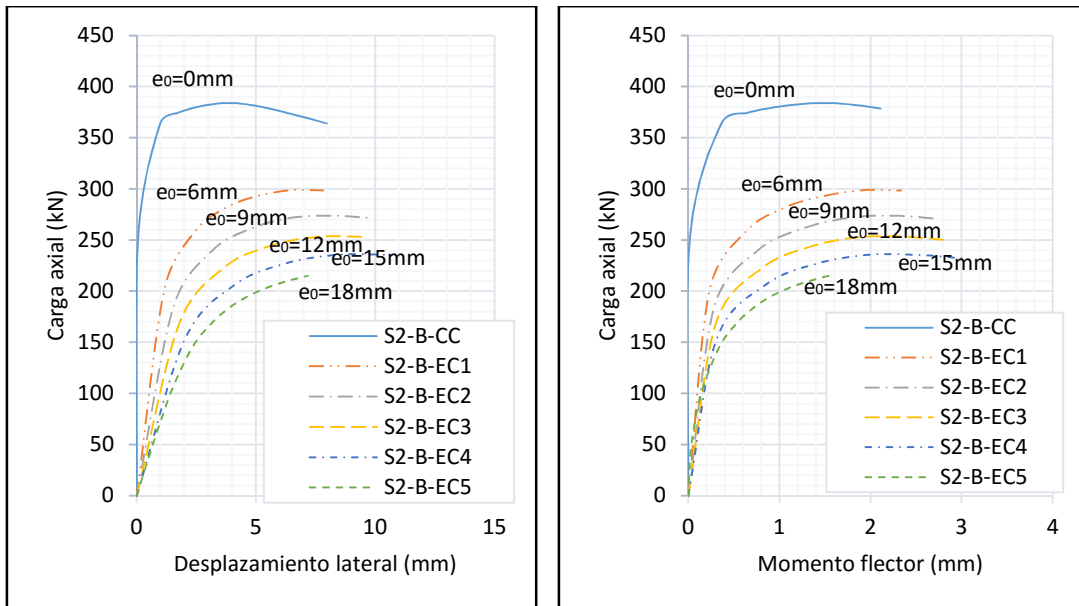 450
400
350
300
250
200
150
100
50
0
Carga axial (kN)
e0=0mm
e0=6mm
e0=9mm
e0=12mm
e0=15mm
e0=18mm
S2-B-CC
S2-B-EC1
S2-B-EC2
S2-B-EC3
S2-B-EC4
S2-B-EC5
0 5 10 15
Desplazamiento lateral (mm)
450
400
350
300
250
200
150
100
50
0
Carga axial (kN)
e0=0mm
e0=6mm
e0=9mm
e0=12mm
e0=15mm
e0=18mm
S2-B-CC
S2-B-EC1
S2-B-EC2
S2-B-EC3
S2-B-EC4
S2-B-EC5
0 1 2 3 4
Momento flector (mm)